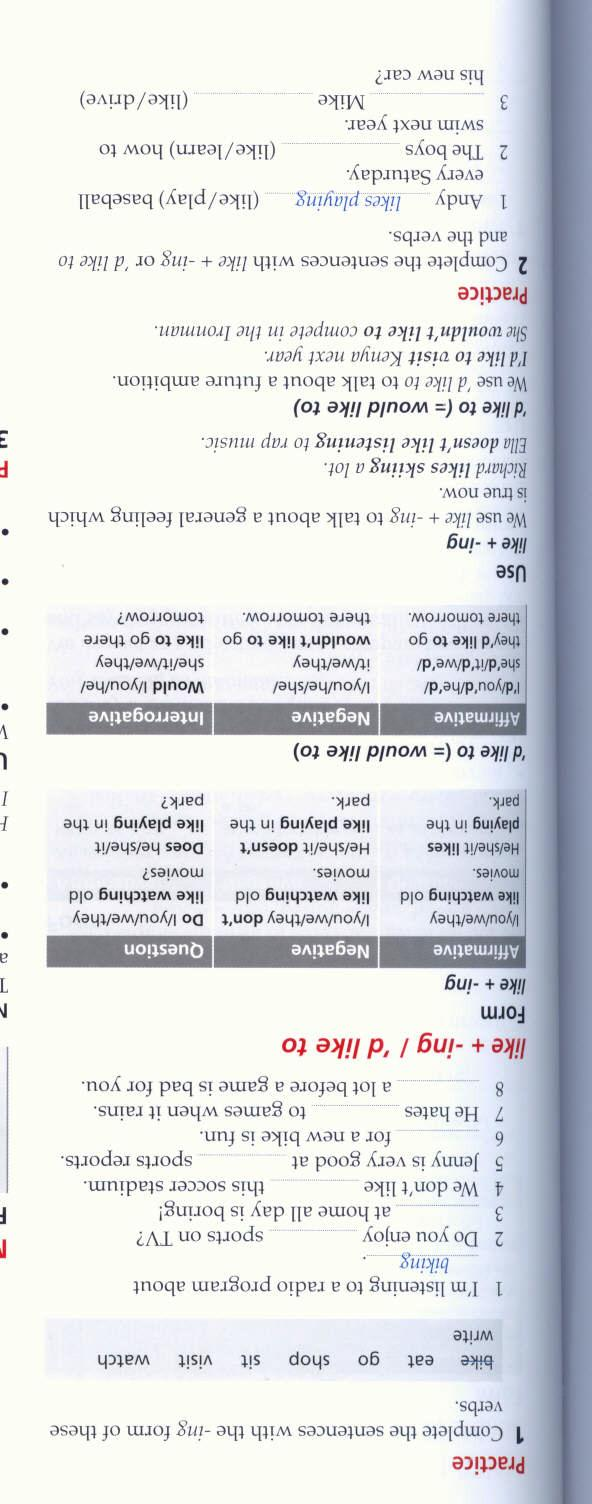 Practice
1 Complete the sentences with the -ing form of these
verbs.
bike eat go shop sit visit watch
write
1 I'm listening to a radio program about
biking.
2 Do you enjoy ______ sports on TV?
3 ______ at home all day is boring!
4 We don't like ______ this soccer stadium.
5 Jenny is very good at ______ sports reports.
6 ______ for a new bike is fun.
7 He hates ______ to games when it rains.
8 ______ a lot before a game is bad for you.
like + -ing / 'd like to
Form
like + -ing
Affirmative Negative Question
I/you/we/they I/you/we/they don't Do I/you/we/they
like watching old like watching old like watching old
movies. movies. movies?
He/she/it likes He/she/it doesn't Does he/she/it
playing in the like playing in the like playing in the
park. park. park?
'd like to (= would like to)
Affirmative Negative Interrogative
I'd/you'd/he'd/ I/you/he/she/ Would I/you/he/
she'd/it'd/we'd/ it/we/they she/it/we/they
they'd like to go wouldn't like to go like to go there
there tomorrow. there tomorrow. tomorrow?
Use
like + -ing
We use like + -ing to talk about a general feeling which
is true now.
Richard likes skiing a lot.
Ella doesn't like listening to rap music.
'd like to (= would like to)
We use 'd like to to talk about a future ambition.
I'd like to visit Kenya next year.
She wouldn't like to compete in the Ironman.
Practice
2 Complete the sentences with like + -ing or 'd like to
and the verbs.
1 Andy likes playing (like/play) baseball
every Saturday.
2 The boys ______ (like/learn) how to
swim next year.
3 ______ Mike ______ (like/drive)
his new car?